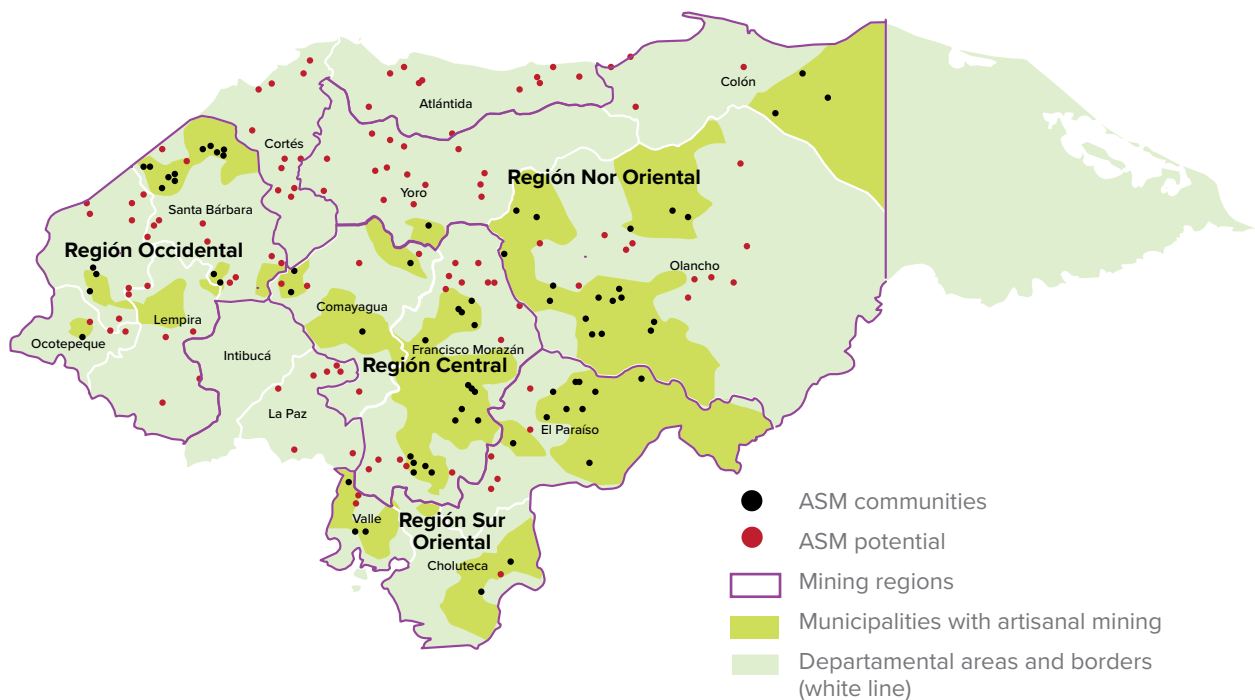 Colón
Atlántida
Cortés
Región Nor Oriental
Yoro
Santa Bárbara
Región Occidental
Olancho
Comayagua
Lempira
Ocotepeque
Intibucá
Francisco Morazán
Región Central
La Paz
El Paraíso
Valle
Región Sur
Oriental
Choluteca
ASM communities
ASM potential
Mining regions
Municipalities with artisanal mining
Departamental areas and borders
(white line)